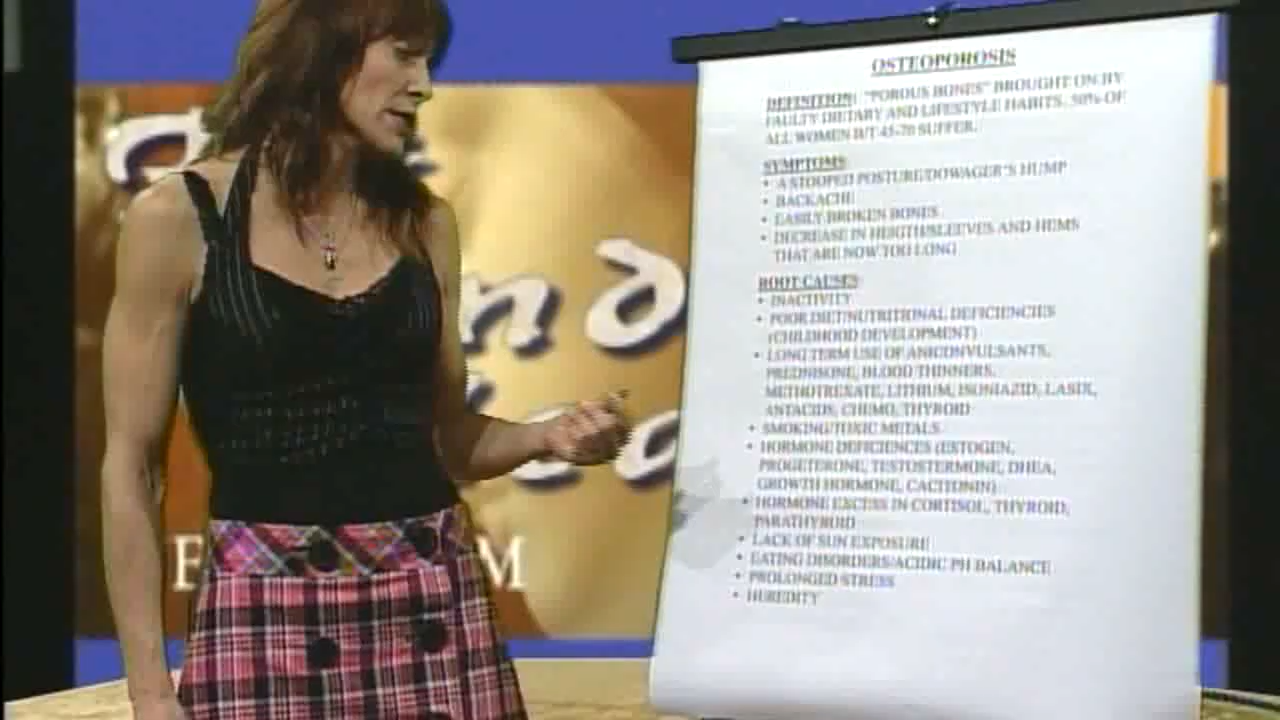 OSTEOPOROSIS
DEFINITION: "POROUS BONES" BROUGHT ON BY
FAULTY DIETARY AND LIFESTYLE HABITS. 50% OF
ALL WOMEN B/T 45-70 SUFFER.
SYMPTOMS:
• A STOOPED POSTURE/DOWAGER'S HUMP
• BACKACHE
• EASILY BROKEN BONES
• DECREASE IN HEIGTH/SLEEVES AND HEMS
THAT ARE NOW TOO LONG
ROOT CAUSES:
• INACTIVITY
• POOR DIET/NUTRITIONAL DEFICIENCIES
(CHILDHOOD DEVELOPMENT)
• LONG TERM USE OF ANICONVULSANTS,
PREDNISONE, BLOOD THINNERS,
METHOTREXATE, LITHIUM, ISONIAZID, LASIX,
ANTACIDS, CHEMO, THYROID
• SMOKING/TOXIC METALS
• HORMONE DEFICIENCES (ESTOGEN,
PROGETERONE, TESTOSTERMONE, DHEA,
GROWTH HORMONE, CACITONIN)
• HORMONE EXCESS IN CORTISOL, THYROID,
PARATHYROID
• LACK OF SUN EXPOSURE
• EATING DISORDERS/ACIDIC PH BALANCE
• PROLONGED STRESS
• HEREDITY